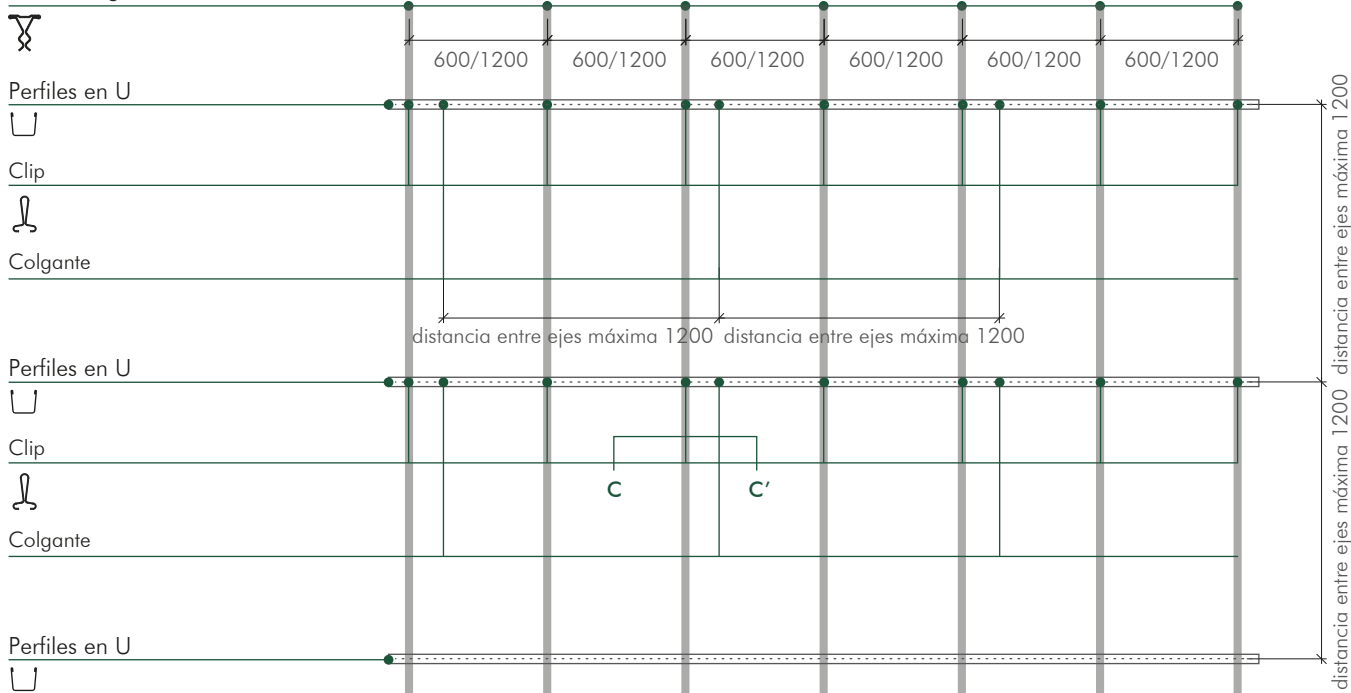 600/1200 600/1200 600/1200 600/1200 600/1200 600/1200
Perfiles en U
Clip
Colgante
distancia entre ejes máxima 1200 distancia entre ejes máxima 1200
distancia entre ejes máxima 1200
Perfiles en U
Clip
C C’
Colgante
distancia entre ejes máxima 1200
Perfiles en U